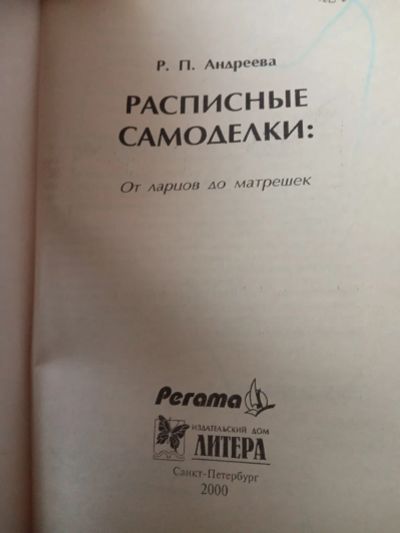 Р. П. Андреева
РАСПИСНЫЕ
САМОДЕЛКИ:
От ларцов до матрешек
Регата
ИЗДАТЕЛЬСКИЙ ДОМ
ЛИТЕРА
Санкт-Петербург
2000